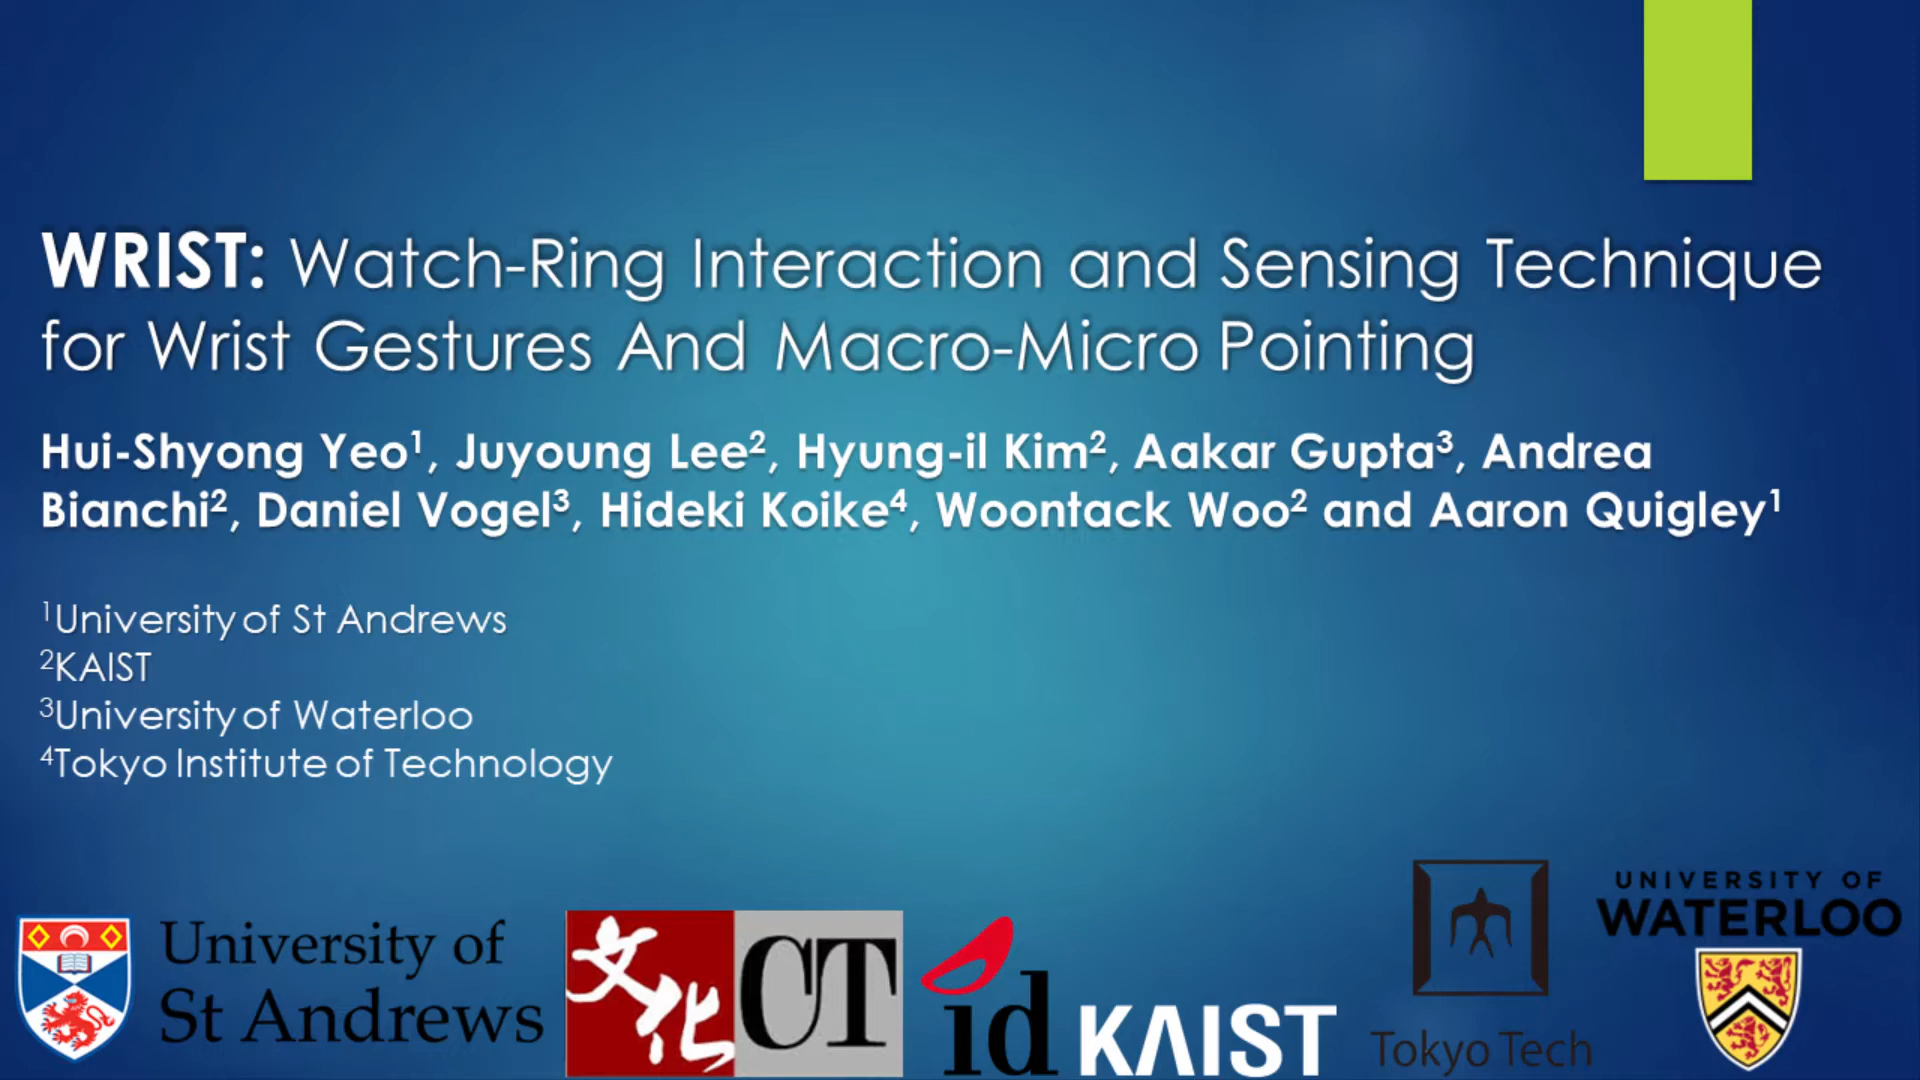 WRIST: Watch-Ring Interaction and Sensing Technique
for Wrist Gestures And Macro-Micro Pointing
Hui-Shyong Yeo¹, Juyoung Lee², Hyung-il Kim², Aakar Gupta³, Andrea
Bianchi², Daniel Vogel³, Hideki Koike⁴, Woontack Woo² and Aaron Quigley¹
¹University of St Andrews
²KAIST
³University of Waterloo
⁴Tokyo Institute of Technology
University of
St Andrews
文化 CT
id KAIST
Tokyo Tech
UNIVERSITY OF
WATERLOO